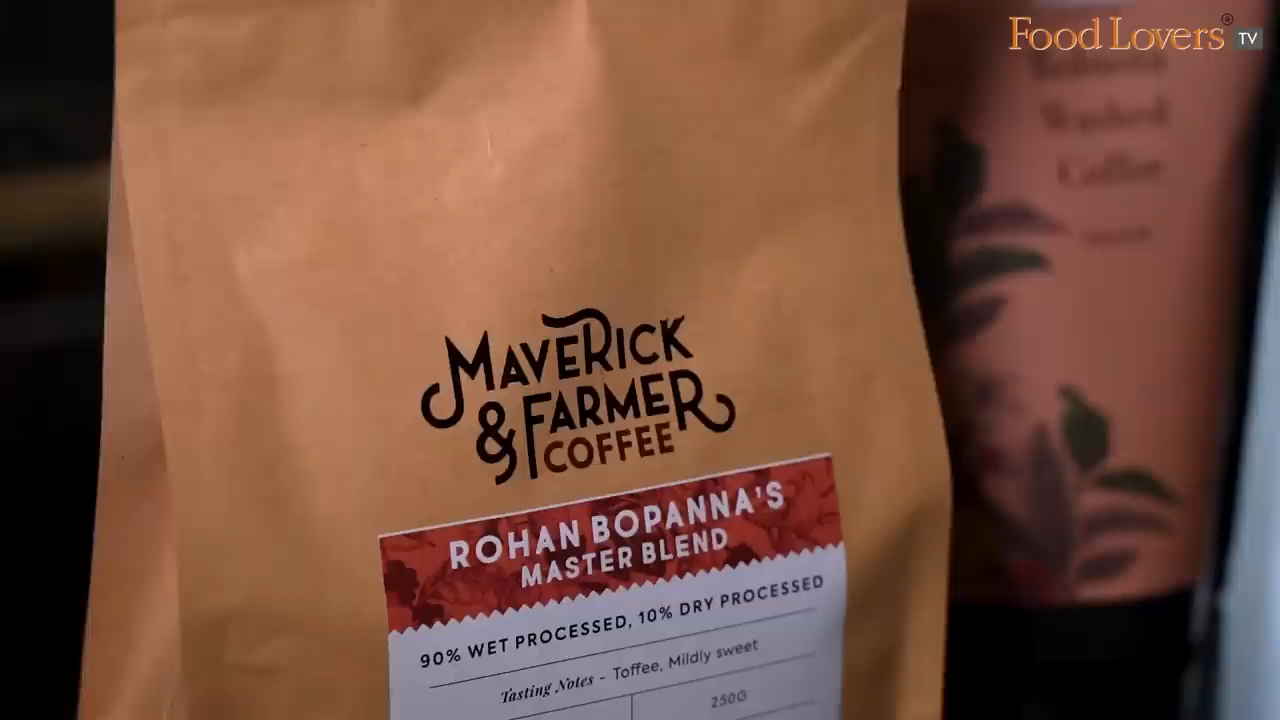 Food Lovers® TV
Washed
Coffee
MAVERICK
& FARMER
COFFEE
ROHAN BOPANNA'S
MASTER BLEND
90% WET PROCESSED, 10% DRY PROCESSED
Tasting Notes - Toffee, Mildly sweet
250G